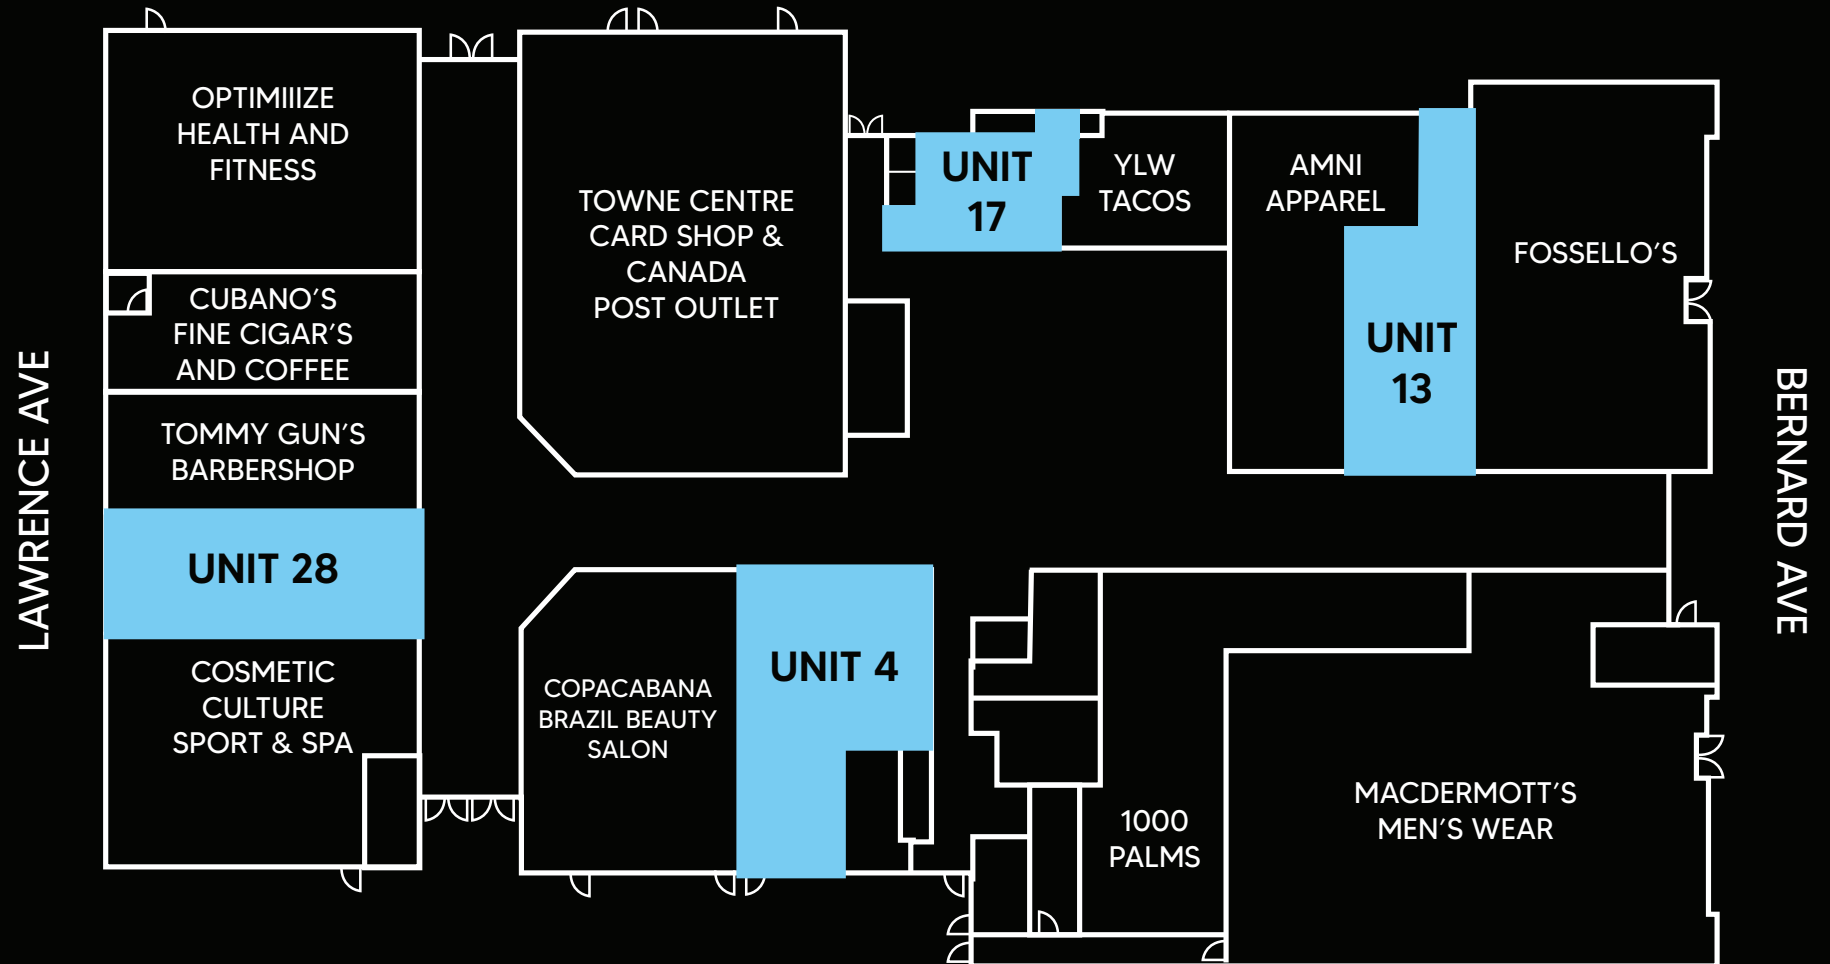 LAWRENCE AVE
OPTIMIIIZE
HEALTH AND
FITNESS
CUBANO'S
FINE CIGAR'S
AND COFFEE
TOMMY GUN'S
BARBERSHOP
UNIT 28
COSMETIC
CULTURE
SPORT & SPA
TOWNE CENTRE
CARD SHOP &
CANADA
POST OUTLET
COPACABANA
BRAZIL BEAUTY
SALON
UNIT 4
UNIT
17
YLW
TACOS
AMNI
APPAREL
UNIT
13
FOSSELLO'S
1000
PALMS
MACDERMOTT'S
MEN'S WEAR
BERNARD AVE